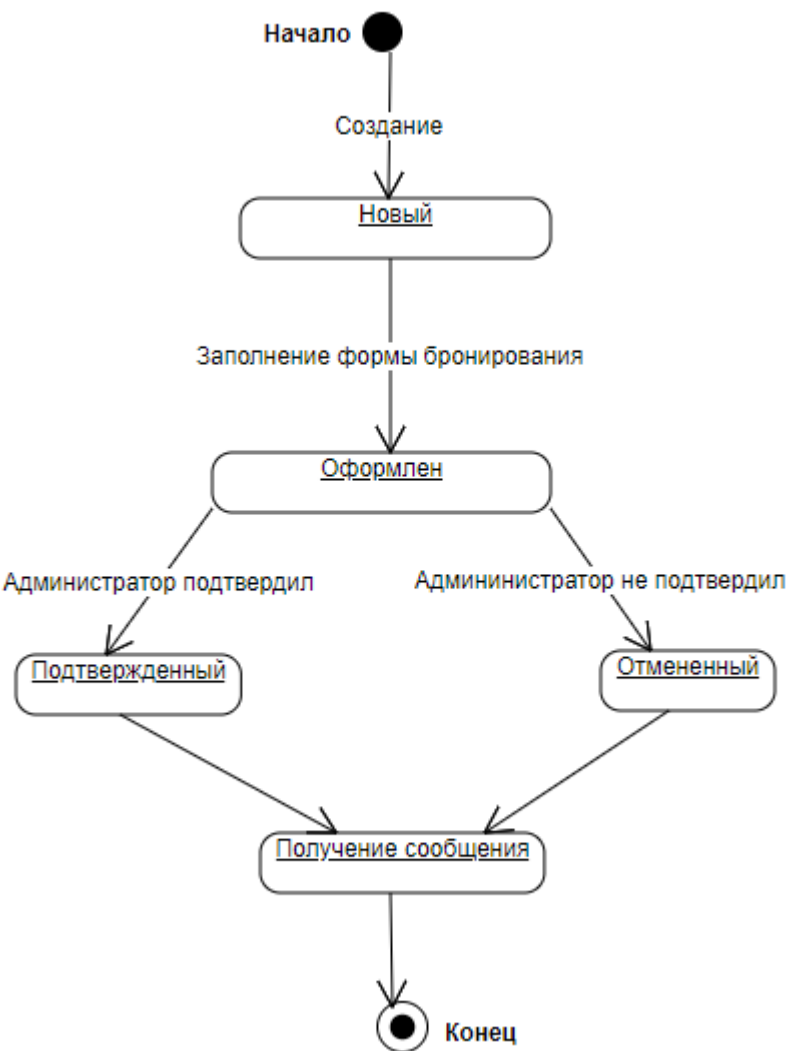 Начало
Создание
Новый
Заполнение формы бронирования
Оформлен
Администратор подтвердил
Админинистратор не подтвердил
Подтвержденный
Отмененный
Получение сообщения
Конец